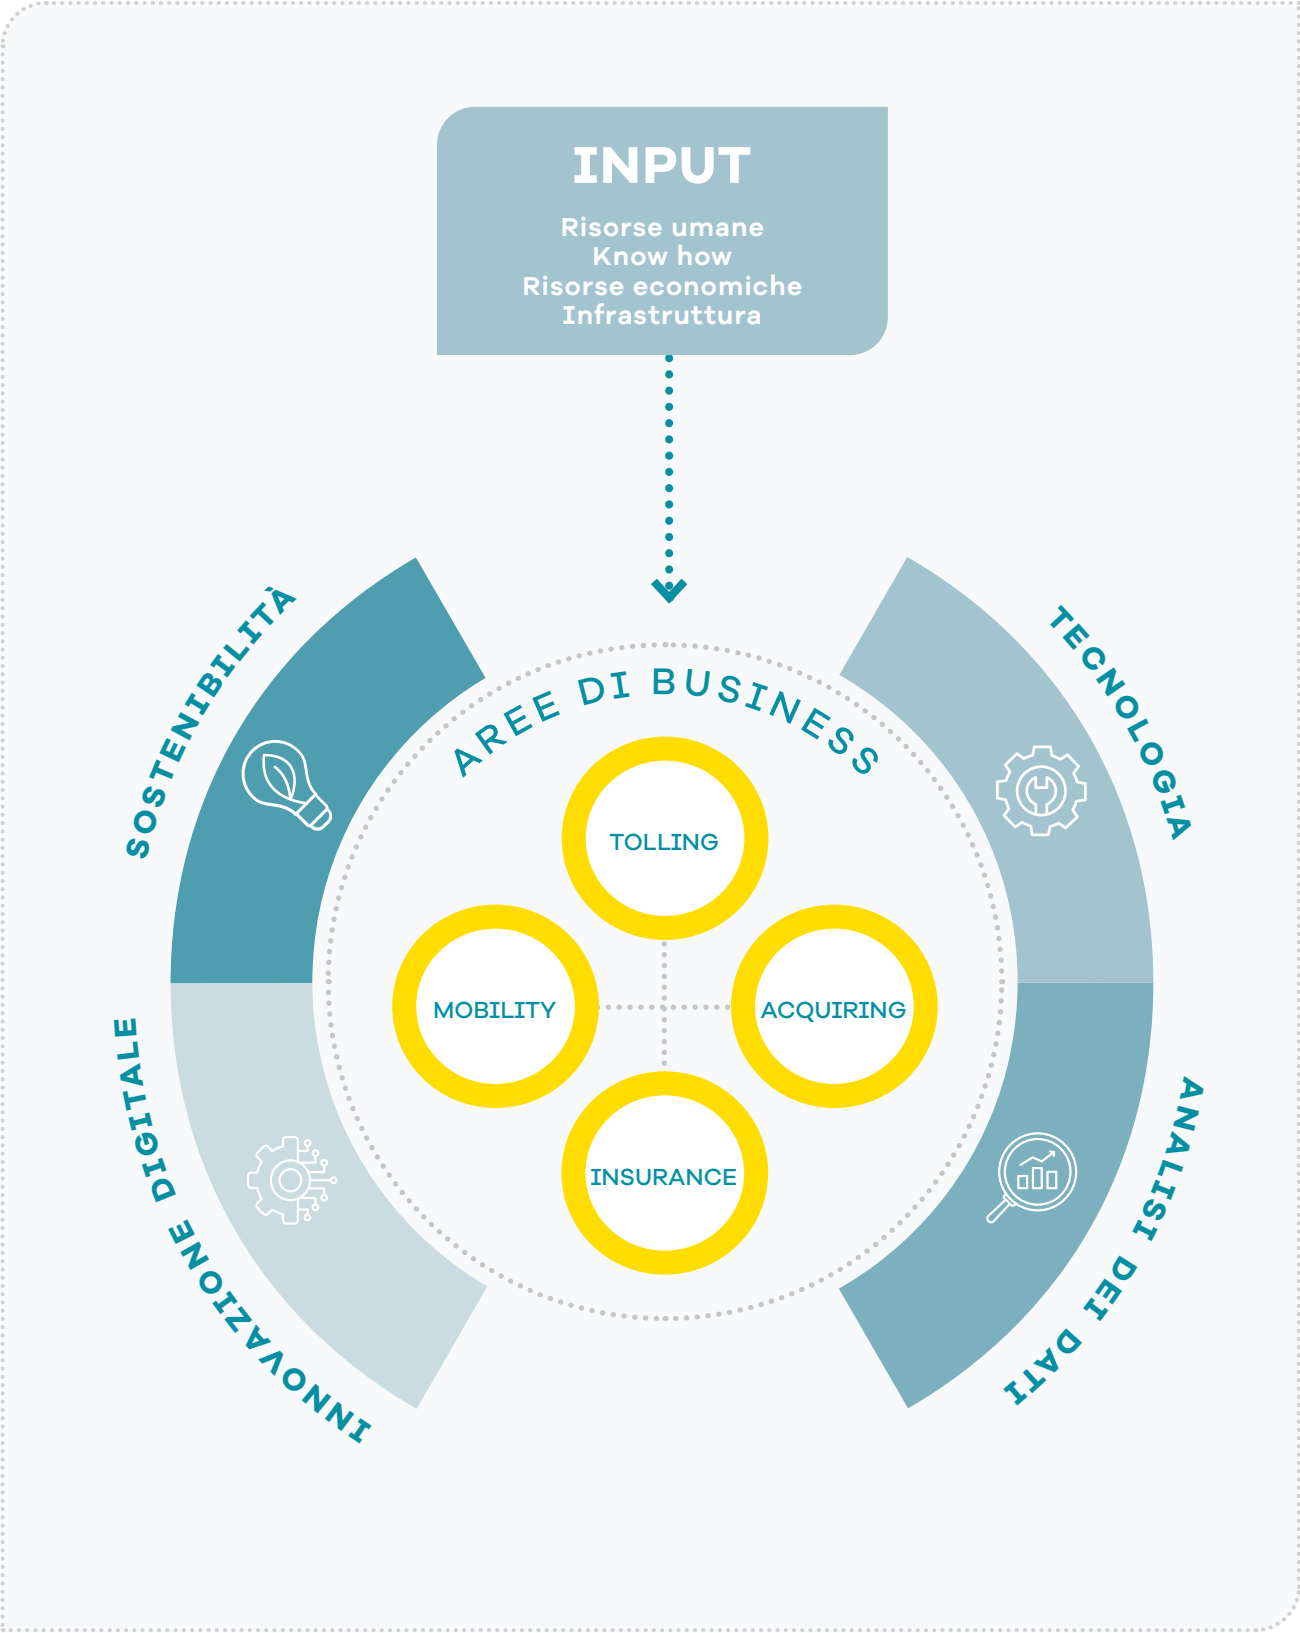 INPUT
Risorse umane
Know how
Risorse economiche
Infrastruttura
SOSTENIBILITÀ
TECNOLOGIA
AREE DI BUSINESS
TOLLING
MOBILITY
ACQUIRING
INSURANCE
INNOVAZIONE DIGITALE
ANALISI DEI DATI